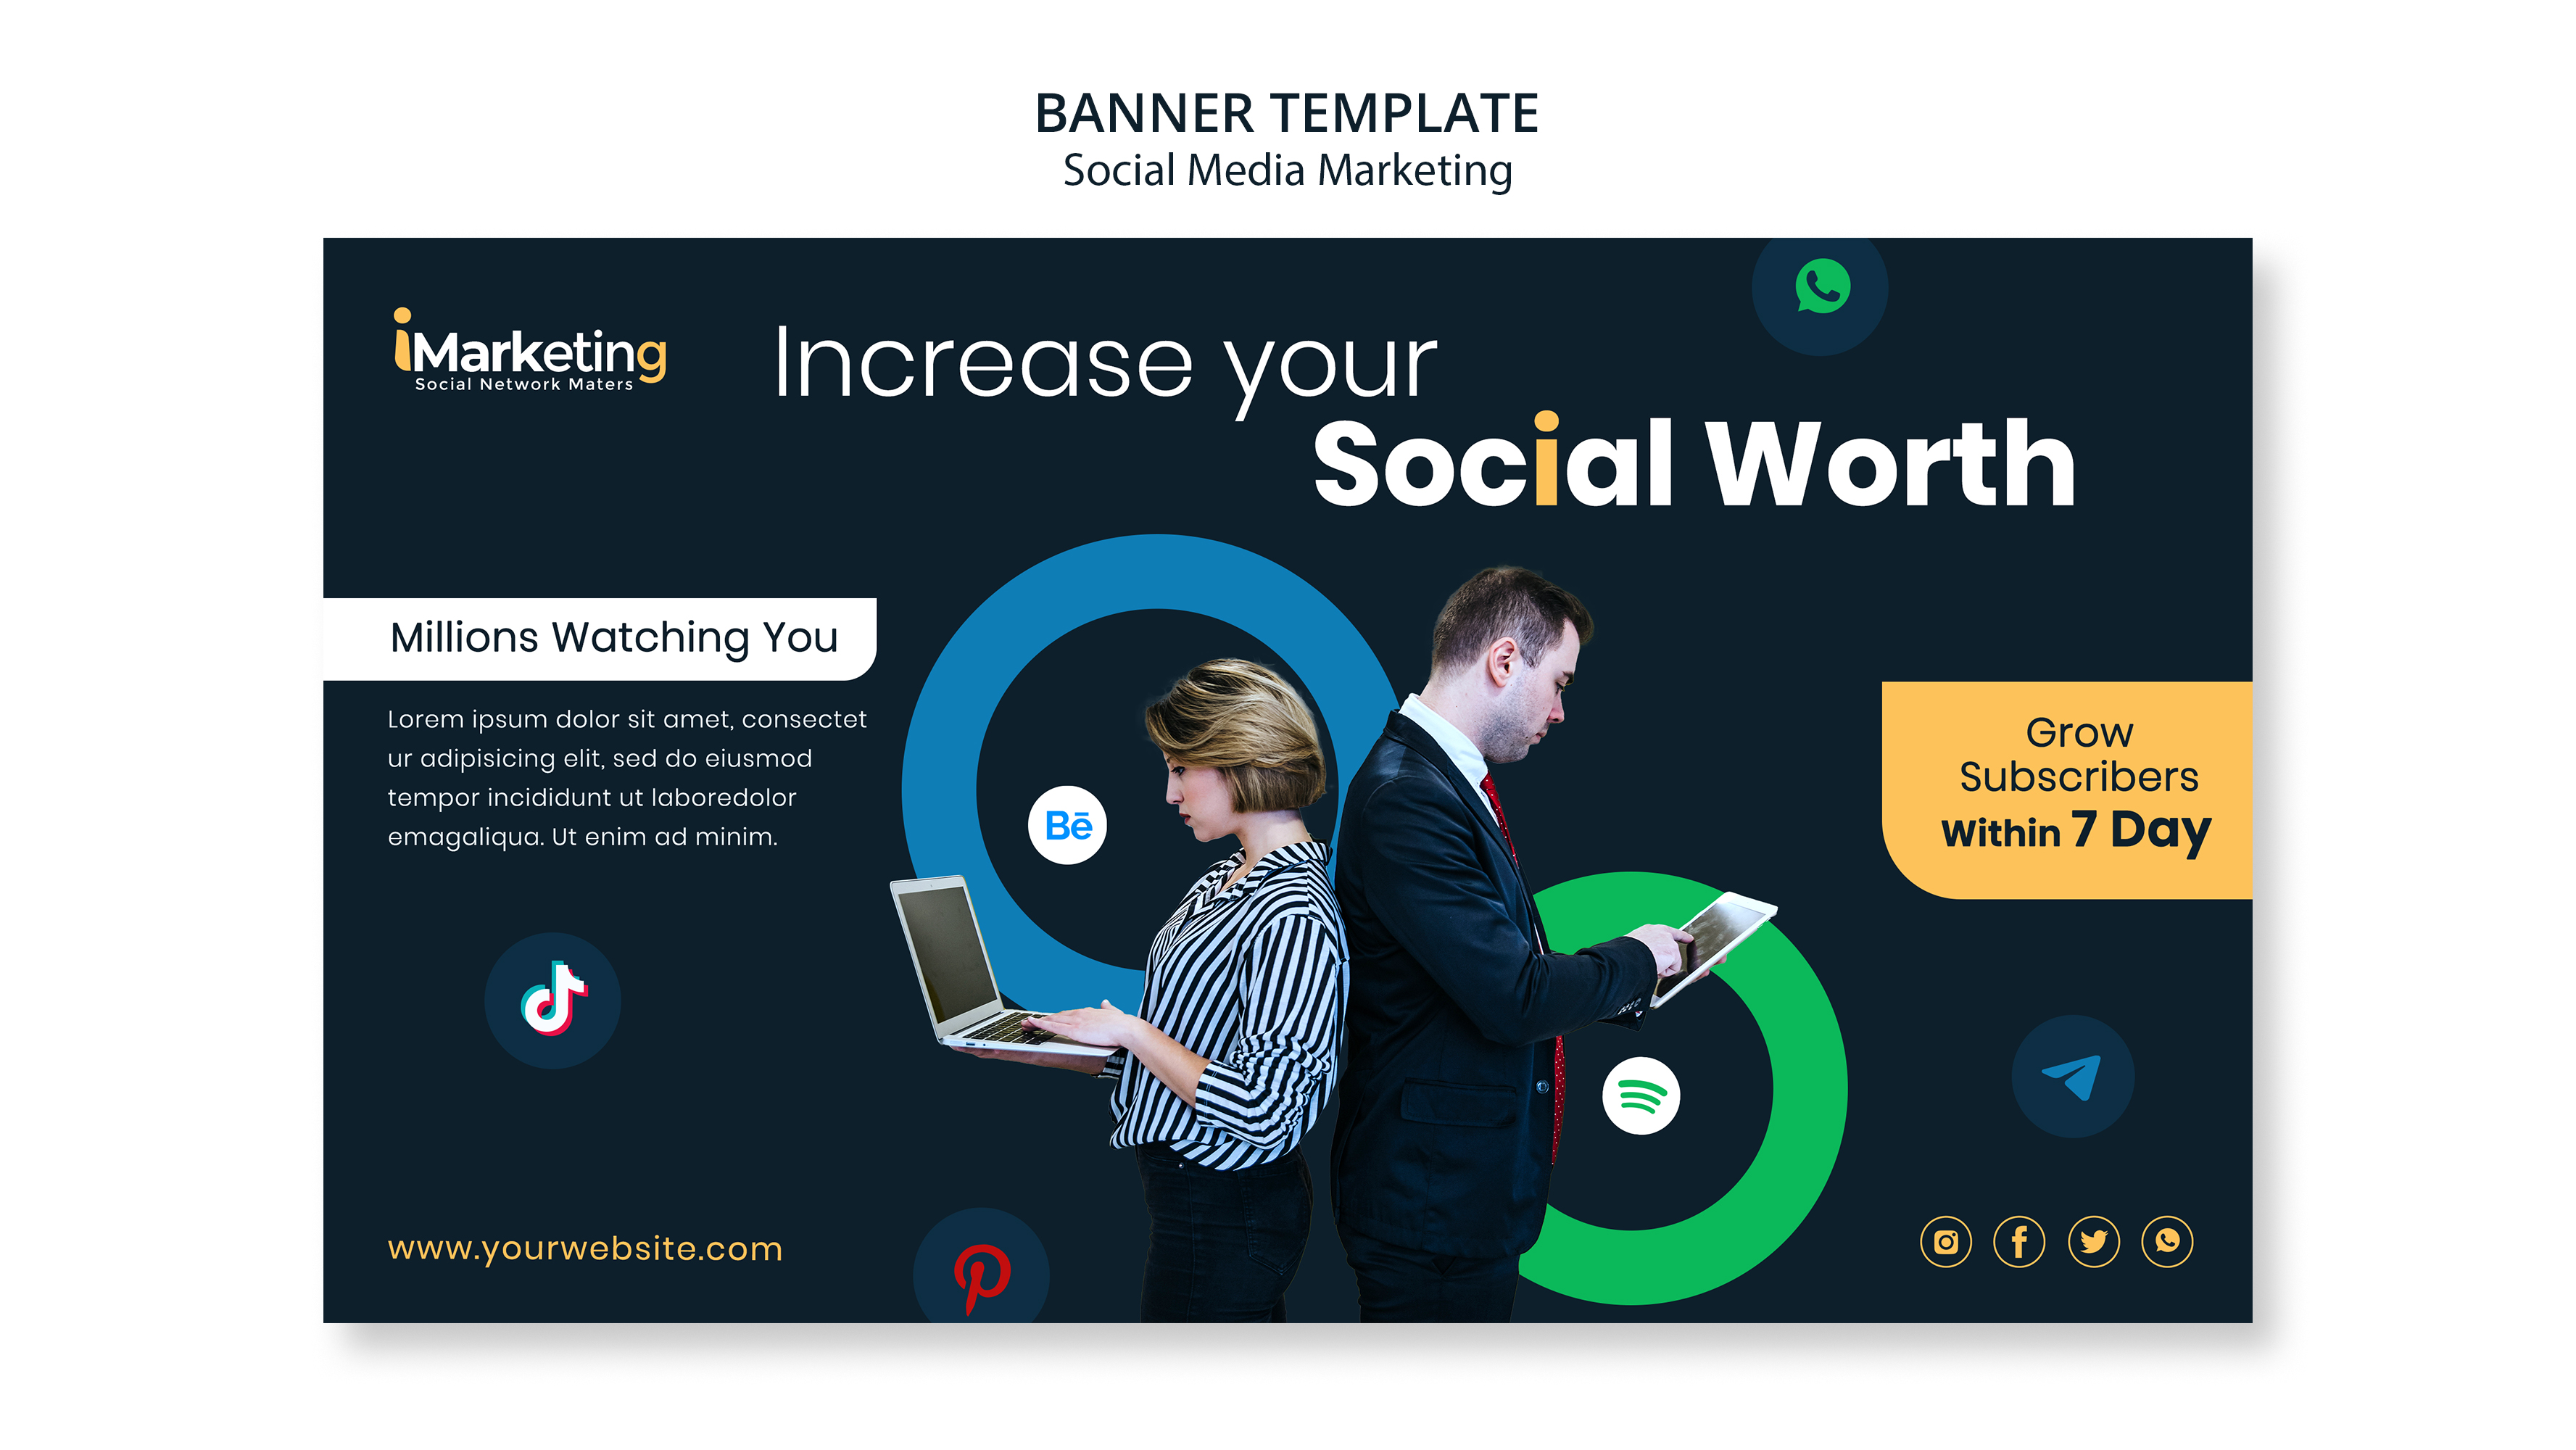 BANNER TEMPLATE
Social Media Marketing
iMarketing
Social Network Maters
Increase your
Social Worth
Millions Watching You
Lorem ipsum dolor sit amet, consectet
ur adipisicing elit, sed do eiusmod
tempor incididunt ut laboredolor
emagaliqua. Ut enim ad minim.
Bē
Grow
Subscribers
Within 7 Day
www.yourwebsite.com